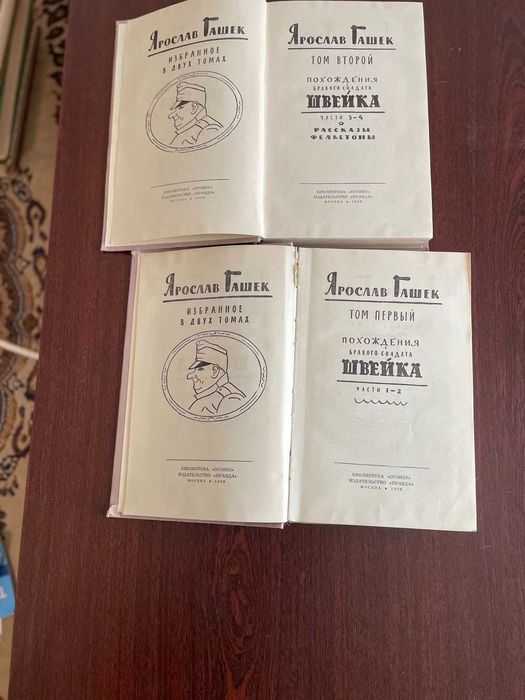 Ярослав Гашек
ИЗБРАННОЕ
В ДВУХ ТОМАХ
БИБЛИОТЕКА «ОГОНЕК»
ИЗДАТЕЛЬСТВО «ПРАВДА»
МОСКВА •
Ярослав Гашек
ТОМ ВТОРОЙ
ПОХОЖДЕНИЯ
БРАВОГО СОЛДАТА
ШВЕЙКА
ЧАСТИ 3-4
РАССКАЗЫ
ФЕЛЬЕТОНЫ
БИБЛИОТЕКА «ОГОНЕК»
ИЗДАТЕЛЬСТВО «ПРАВДА»
МОСКВА •
Ярослав Гашек
ИЗБРАННОЕ
В ДВУХ ТОМАХ
БИБЛИОТЕКА «ОГОНЕК»
ИЗДАТЕЛЬСТВО «ПРАВДА»
МОСКВА •
Ярослав Гашек
ТОМ ПЕРВЫЙ
ПОХОЖДЕНИЯ
БРАВОГО СОЛДАТА
ШВЕЙКА
ЧАСТИ 1-2
БИБЛИОТЕКА «ОГОНЕК»
ИЗДАТЕЛЬСТВО «ПРАВДА»
МОСКВА •